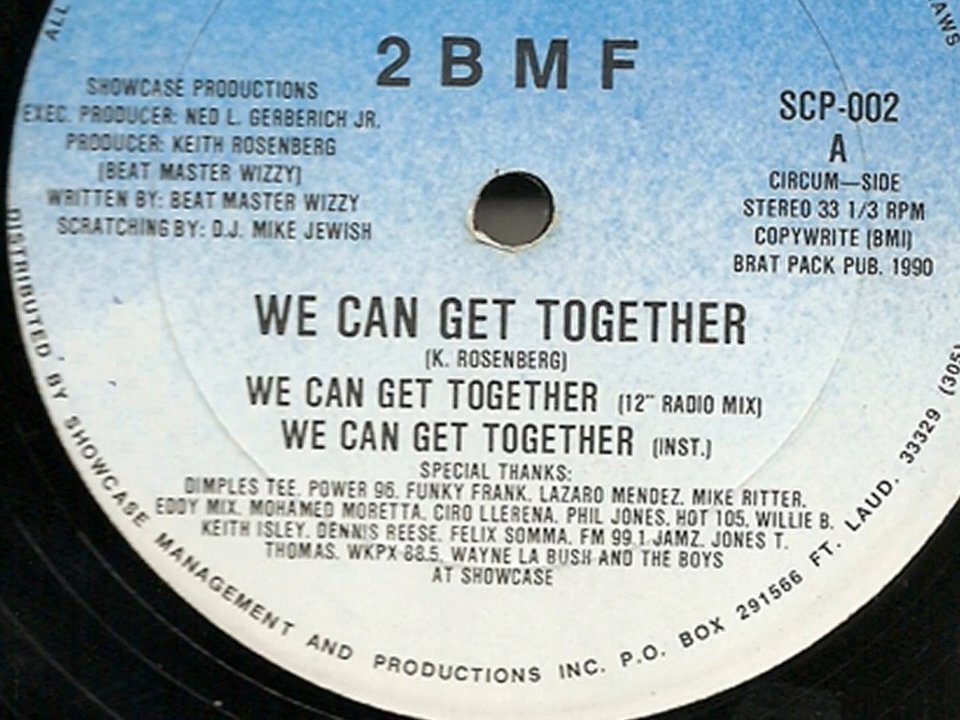 2 B M F
SHOWCASE PRODUCTIONS
EXEC. PRODUCER: NED L. GERBERICH JR.
PRODUCER: KEITH ROSENBERG
(BEAT MASTER WIZZY)
WRITTEN BY: BEAT MASTER WIZZY
SCRATCHING BY: D.J. MIKE JEWISH
SCP-002
A
CIRCUM—SIDE
STEREO 33 1/3 RPM
COPYWRITE (BMI)
BRAT PACK PUB. 1990
WE CAN GET TOGETHER
(K. ROSENBERG)
WE CAN GET TOGETHER (12" RADIO MIX)
WE CAN GET TOGETHER (INST.)
SPECIAL THANKS:
DIMPLES TEE, POWER 96, FUNKY FRANK, LAZARO MENDEZ, MIKE RITTER,
EDDY MIX, MOHAMED MORETTA, CIRO LLERENA, PHIL JONES, HOT 105, WILLIE B.
KEITH ISLEY, DENNIS REESE, FELIX SOMMA, FM 99.1 JAMZ, JONES T.
THOMAS, WKPX 88.5, WAYNE LA BUSH AND THE BOYS
AT SHOWCASE
DISTRIBUTED BY SHOWCASE MANAGEMENT AND PRODUCTIONS INC. P.O. BOX 291566 FT. LAUD. 33329 (305)
ALL
LAWS